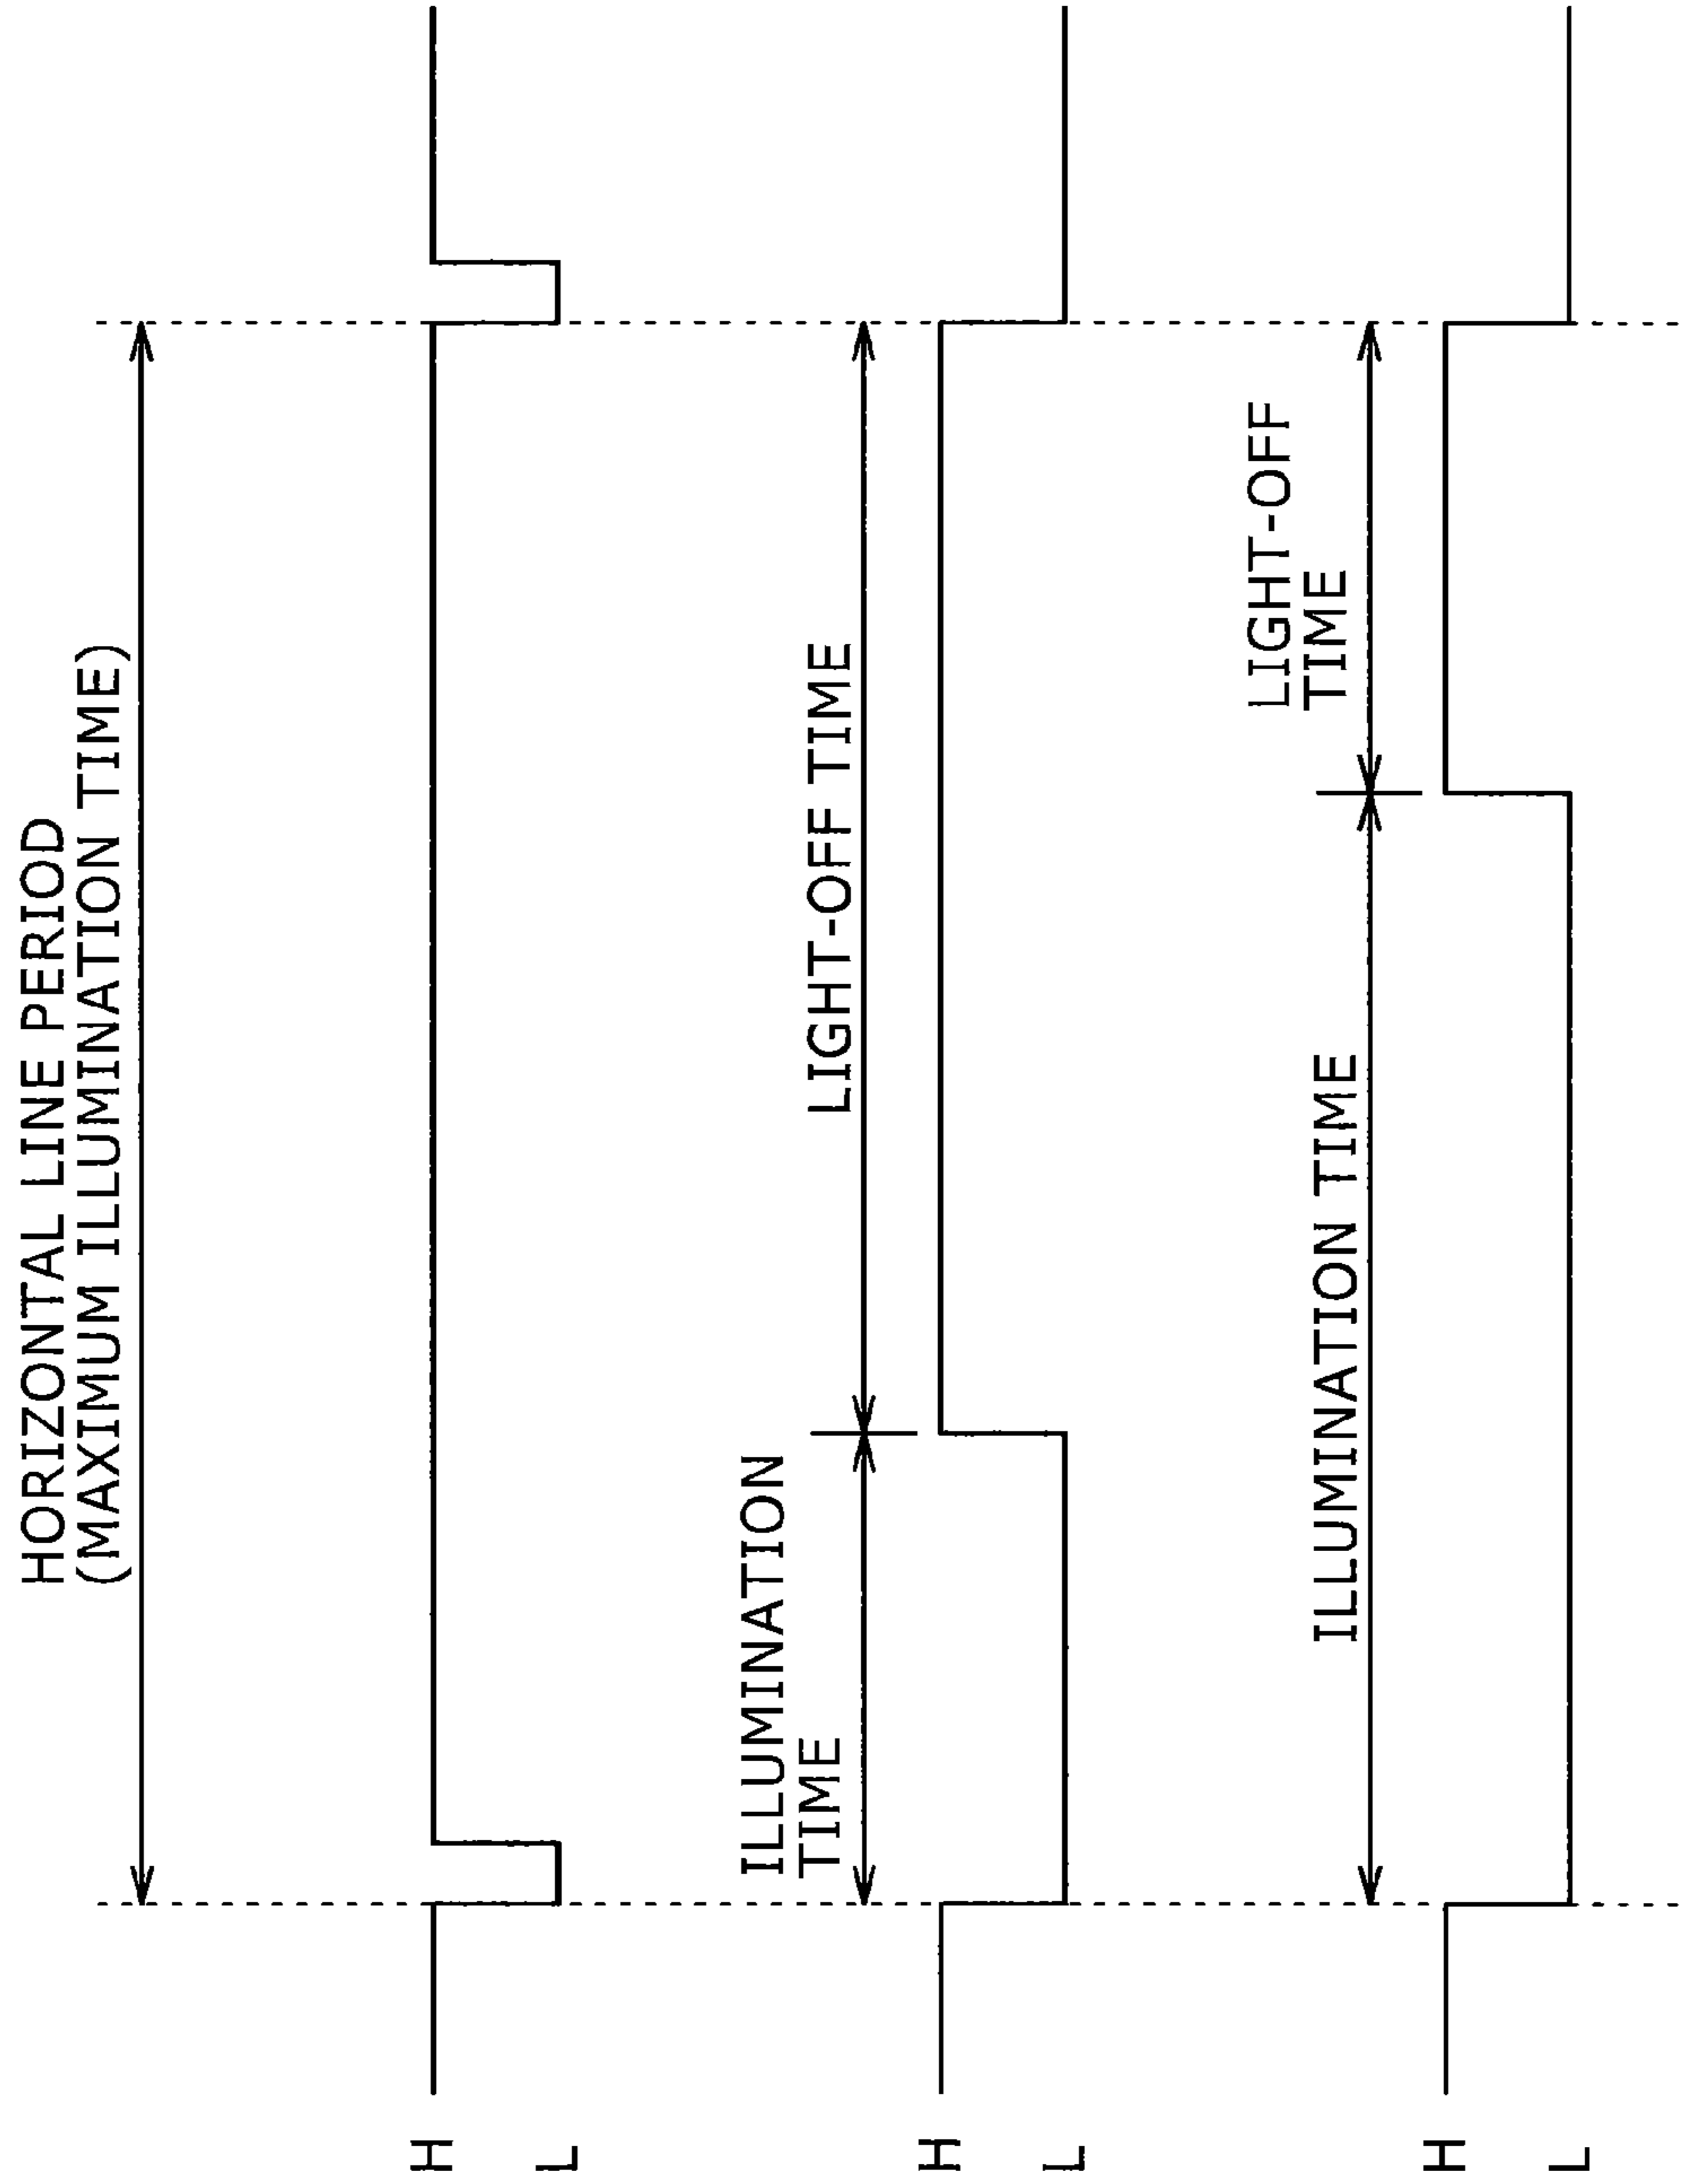 HORIZONTAL LINE PERIOD
(MAXIMUM ILLUMINATION TIME)
H
L
ILLUMINATION
TIME
LIGHT-OFF TIME
H
L
ILLUMINATION TIME
LIGHT-OFF
TIME
H
L